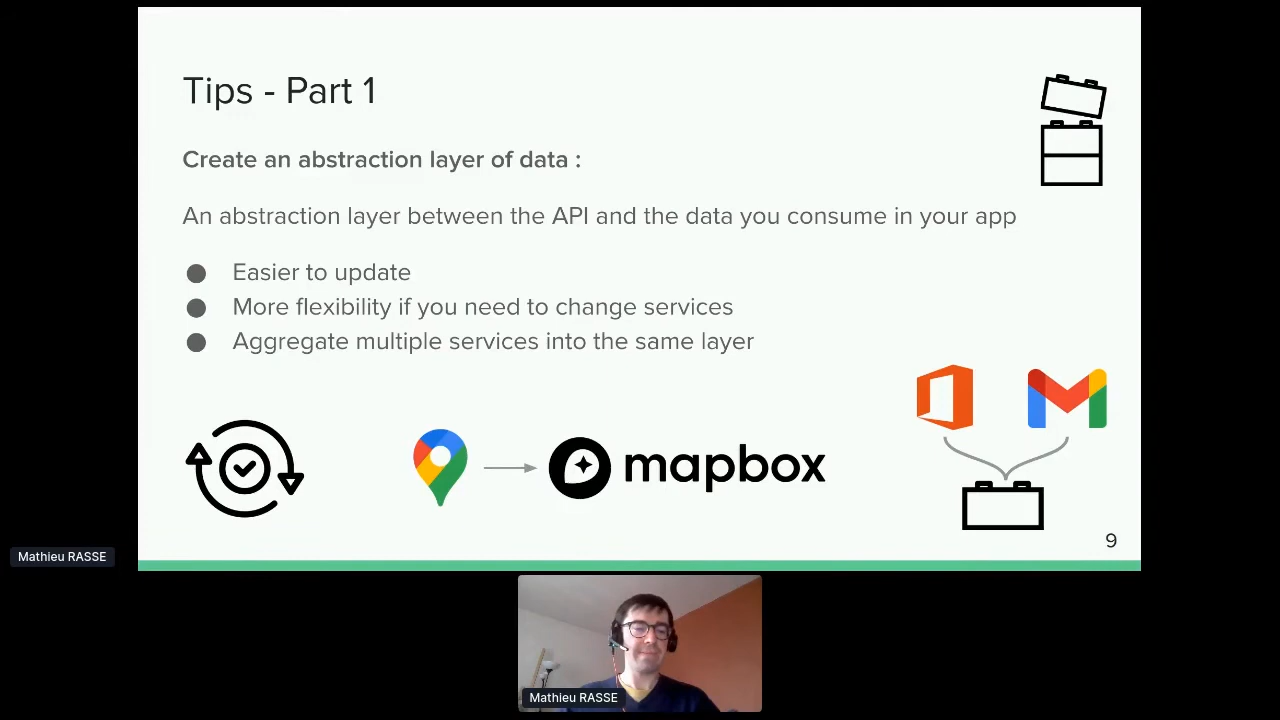 Tips - Part 1
Create an abstraction layer of data :
An abstraction layer between the API and the data you consume in your app
● Easier to update
● More flexibility if you need to change services
● Aggregate multiple services into the same layer
mapbox
9
Mathieu RASSE
Mathieu RASSE